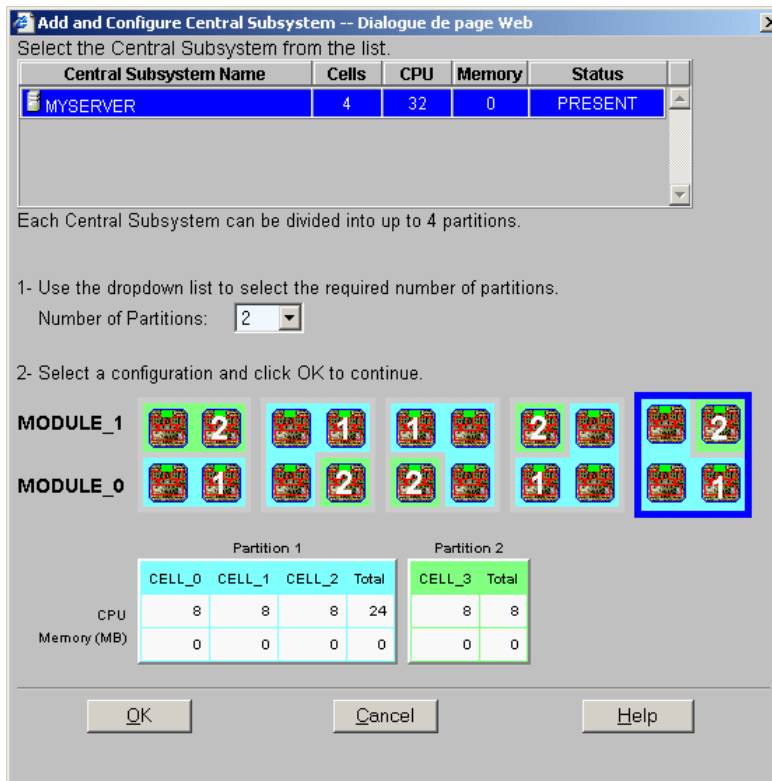 Add and Configure Central Subsystem -- Dialogue de page Web
Select the Central Subsystem from the list.
Central Subsystem Name Cells CPU Memory Status
MYSERVER 4 32 0 PRESENT
Each Central Subsystem can be divided into up to 4 partitions.
1- Use the dropdown list to select the required number of partitions.
Number of Partitions: 2
2- Select a configuration and click OK to continue.
MODULE_1 2 1 1 2 2
MODULE_0 1 2 2 1 1
Partition 1 Partition 2
CELL_0 CELL_1 CELL_2 Total CELL_3 Total
CPU 8 8 8 24 8 8
Memory (MB) 0 0 0 0 0 0
OK Cancel Help